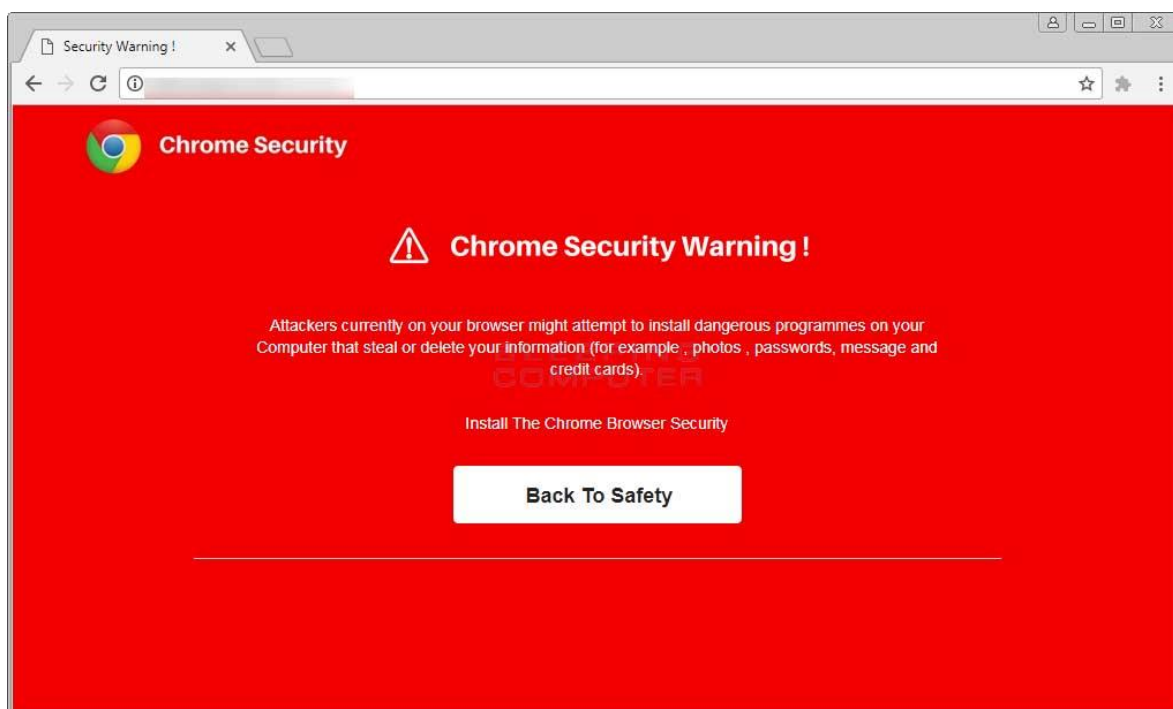 Security Warning !
Chrome Security
Chrome Security Warning !
Attackers currently on your browser might attempt to install dangerous programmes on your
Computer that steal or delete your information (for example , photos , passwords, message and
credit cards).
BLEEPING
COMPUTER
Install The Chrome Browser Security
Back To Safety